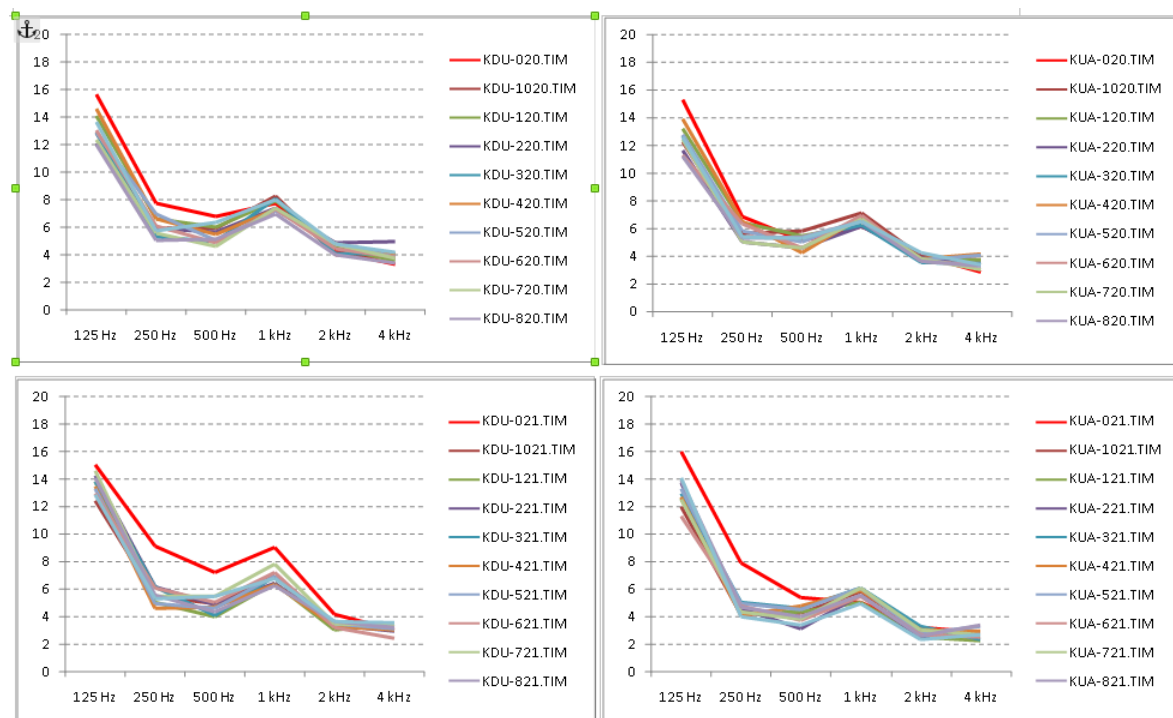 20
18
16
14
12
10
8
6
4
2
0
125 Hz 250 Hz 500 Hz 1 kHz 2 kHz 4 kHz
KDU-020.TIM
KDU-1020.TIM
KDU-120.TIM
KDU-220.TIM
KDU-320.TIM
KDU-420.TIM
KDU-520.TIM
KDU-620.TIM
KDU-720.TIM
KDU-820.TIM
20
18
16
14
12
10
8
6
4
2
0
125 Hz 250 Hz 500 Hz 1 kHz 2 kHz 4 kHz
KUA-020.TIM
KUA-1020.TIM
KUA-120.TIM
KUA-220.TIM
KUA-320.TIM
KUA-420.TIM
KUA-520.TIM
KUA-620.TIM
KUA-720.TIM
KUA-820.TIM
20
18
16
14
12
10
8
6
4
2
0
125 Hz 250 Hz 500 Hz 1 kHz 2 kHz 4 kHz
KDU-021.TIM
KDU-1021.TIM
KDU-121.TIM
KDU-221.TIM
KDU-321.TIM
KDU-421.TIM
KDU-521.TIM
KDU-621.TIM
KDU-721.TIM
KDU-821.TIM
20
18
16
14
12
10
8
6
4
2
0
125 Hz 250 Hz 500 Hz 1 kHz 2 kHz 4 kHz
KUA-021.TIM
KUA-1021.TIM
KUA-121.TIM
KUA-221.TIM
KUA-321.TIM
KUA-421.TIM
KUA-521.TIM
KUA-621.TIM
KUA-721.TIM
KUA-821.TIM